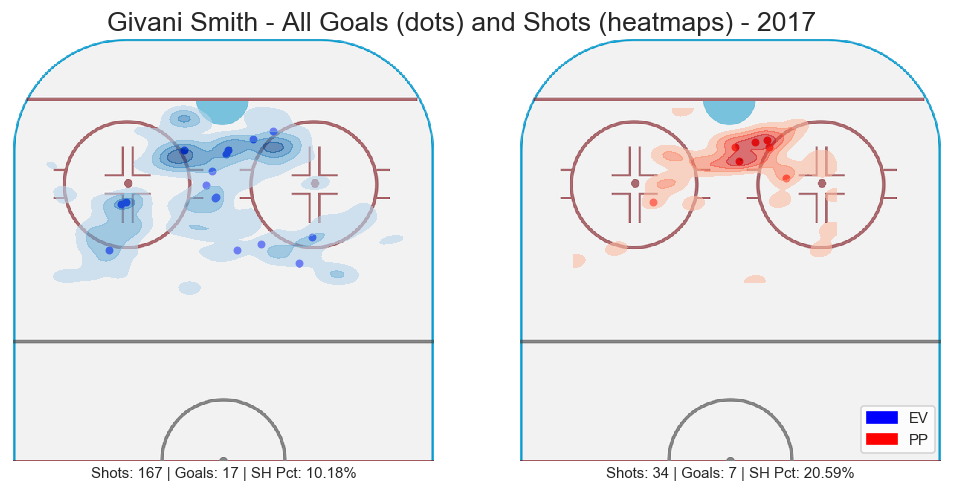 Givani Smith - All Goals (dots) and Shots (heatmaps) - 2017
EV
PP
Shots: 167 | Goals: 17 | SH Pct: 10.18%
Shots: 34 | Goals: 7 | SH Pct: 20.59%